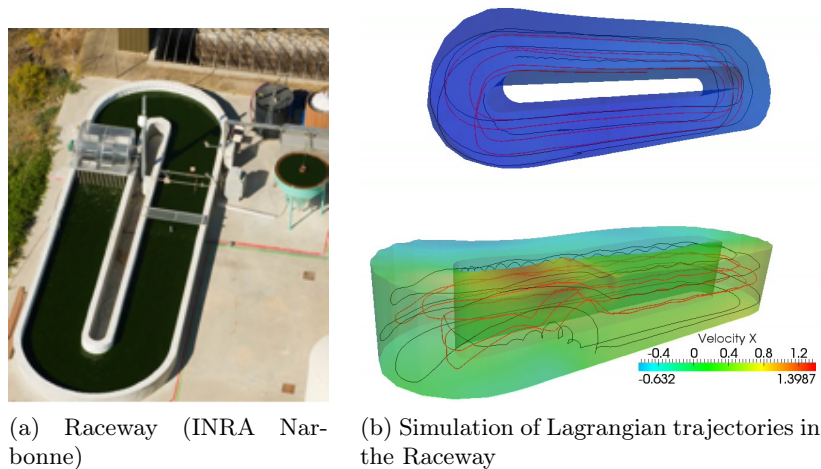 Velocity X
-0.4 0 0.4 0.8 1.2
-0.632 1.3987
(a) Raceway (INRA Nar-
bonne)
(b) Simulation of Lagrangian trajectories in
the Raceway